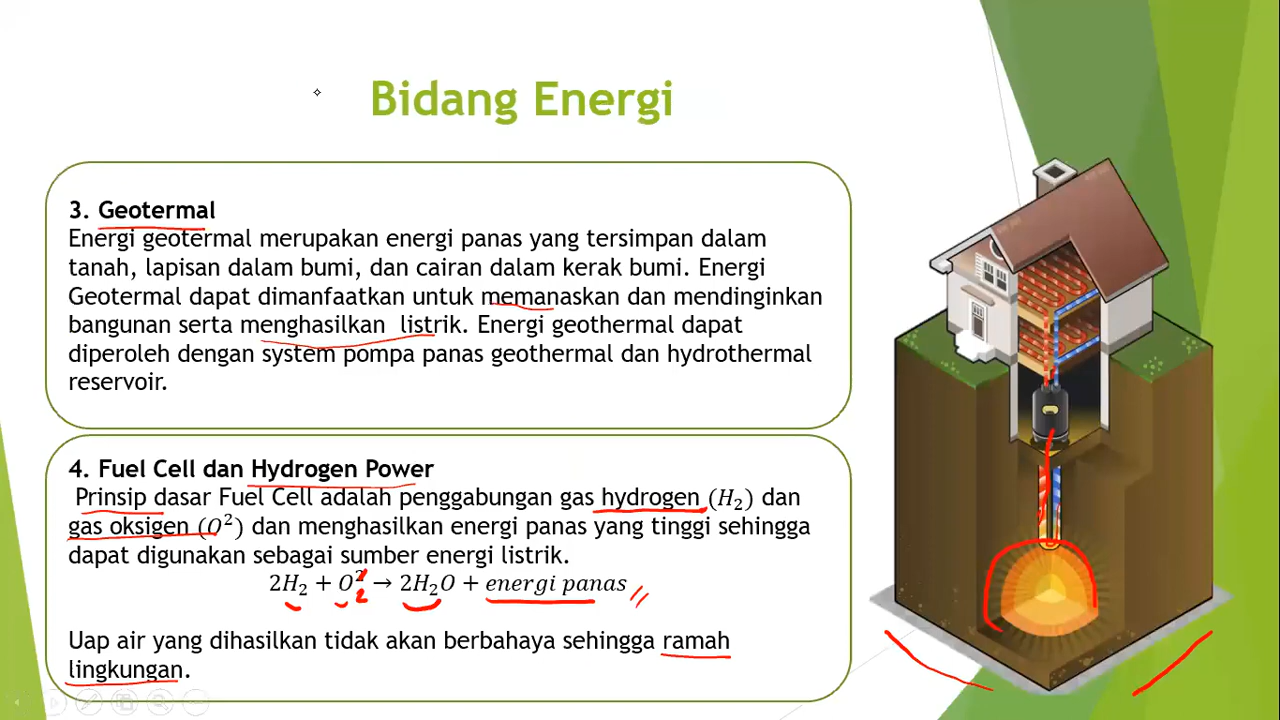 Bidang Energi
3. Geotermal
Energi geotermal merupakan energi panas yang tersimpan dalam
tanah, lapisan dalam bumi, dan cairan dalam kerak bumi. Energi
Geotermal dapat dimanfaatkan untuk memanaskan dan mendinginkan
bangunan serta menghasilkan listrik. Energi geothermal dapat
diperoleh dengan system pompa panas geothermal dan hydrothermal
reservoir.
4. Fuel Cell dan Hydrogen Power
Prinsip dasar Fuel Cell adalah penggabungan gas hydrogen (H₂) dan
gas oksigen (O²) dan menghasilkan energi panas yang tinggi sehingga
dapat digunakan sebagai sumber energi listrik.
2H₂ + O²₂ → 2H₂O + energi panas
Uap air yang dihasilkan tidak akan berbahaya sehingga ramah
lingkungan.